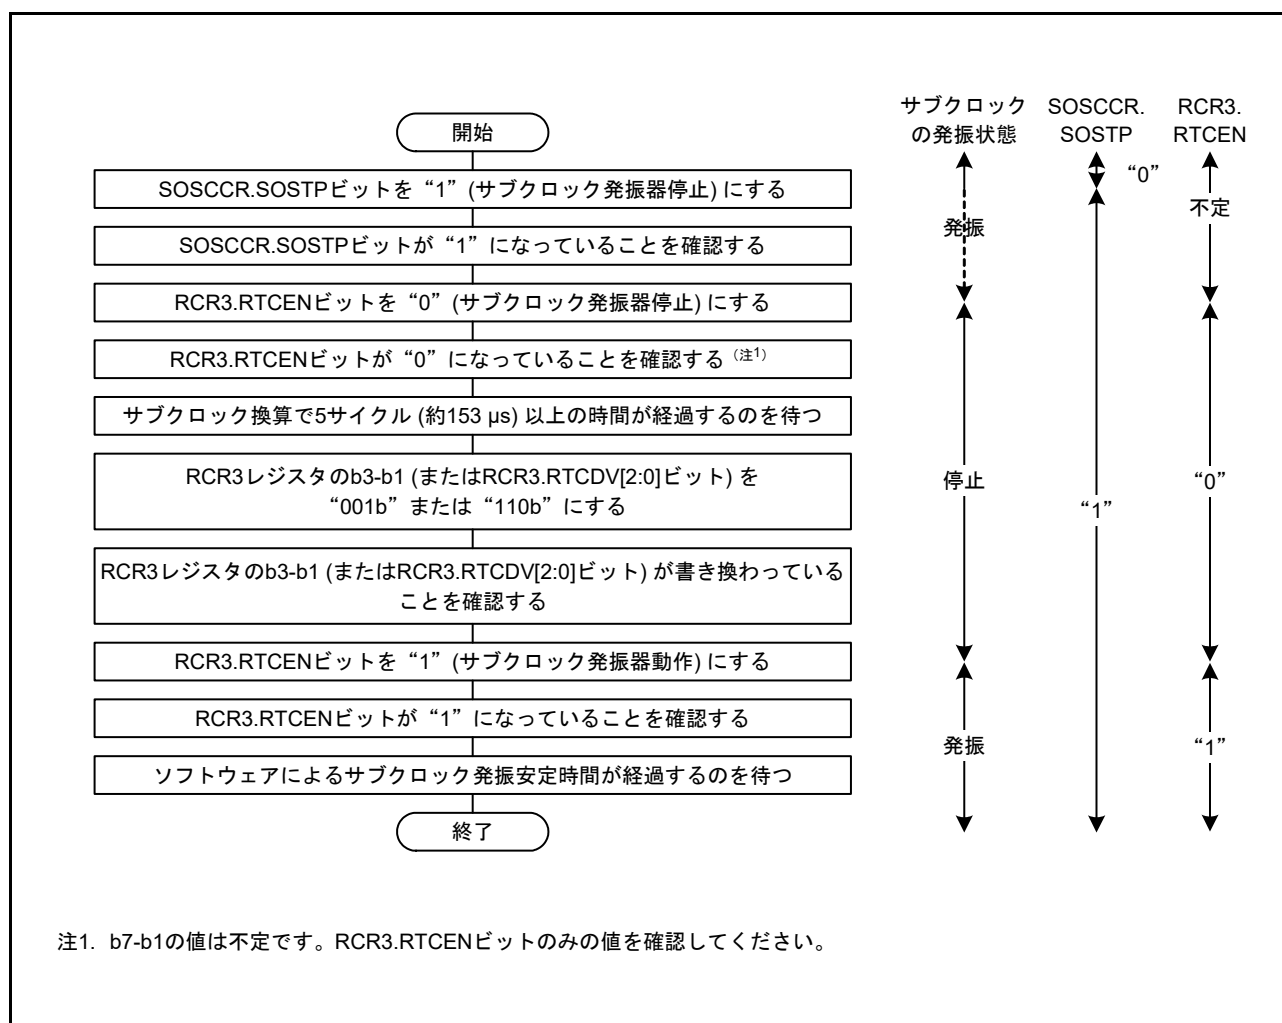 開始
SOSCCR.SOSTPビットを“1”(サブクロック発振器停止) にする
SOSCCR.SOSTPビットが“1”になっていることを確認する
RCR3.RTCENビットを“0”(サブクロック発振器停止) にする
RCR3.RTCENビットが“0”になっていることを確認する (注1)
サブクロック換算で5サイクル (約153 µs) 以上の時間が経過するのを待つ
RCR3レジスタのb3-b1 (またはRCR3.RTCDV[2:0]ビット) を
“001b”または“110b”にする
RCR3レジスタのb3-b1 (またはRCR3.RTCDV[2:0]ビット) が書き換わっている
ことを確認する
RCR3.RTCENビットを“1”(サブクロック発振器動作) にする
RCR3.RTCENビットが“1”になっていることを確認する
ソフトウェアによるサブクロック発振安定時間が経過するのを待つ
終了
サブクロック
の発振状態
発振
停止
発振
SOSCCR.
SOSTP
“0”
“1”
RCR3.
RTCEN
不定
“0”
“1”
注1. b7-b1の値は不定です。RCR3.RTCENビットのみの値を確認してください。